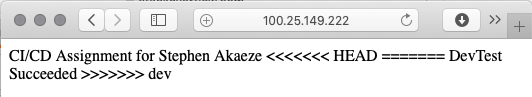 100.25.149.222
CI/CD Assignment for Stephen Akaeze <<<<<<< HEAD ======= DevTest
Succeeded >>>>>>> dev